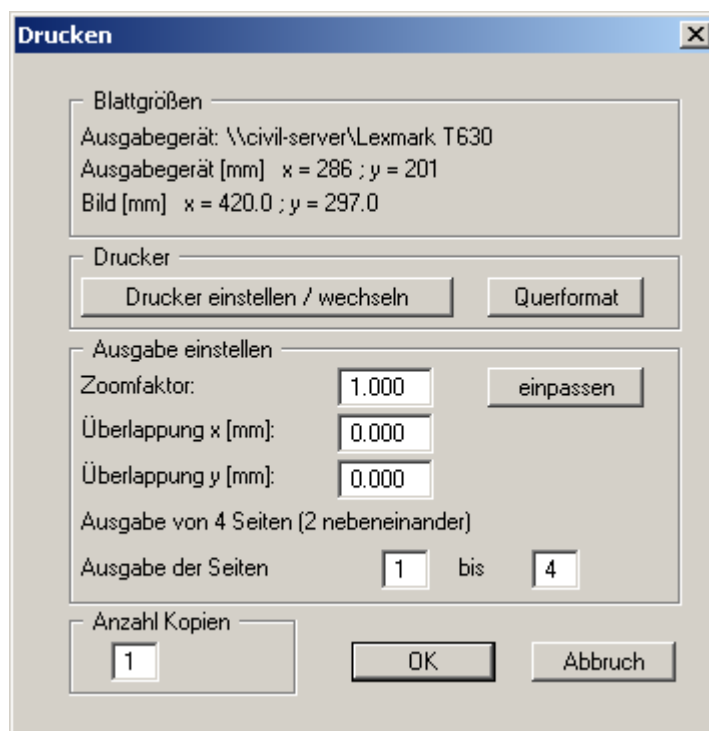 Drucken
Blattgrößen
Ausgabegerät: \\civil-server\Lexmark T630
Ausgabegerät [mm]   x = 286 ; y = 201
Bild [mm]   x = 420.0 ; y = 297.0
Drucker
Drucker einstellen / wechseln   Querformat
Ausgabe einstellen
Zoomfaktor:   1.000   einpassen
Überlappung x [mm]:   0.000
Überlappung y [mm]:   0.000
Ausgabe von 4 Seiten (2 nebeneinander)
Ausgabe der Seiten   1   bis   4
Anzahl Kopien
1   OK   Abbruch